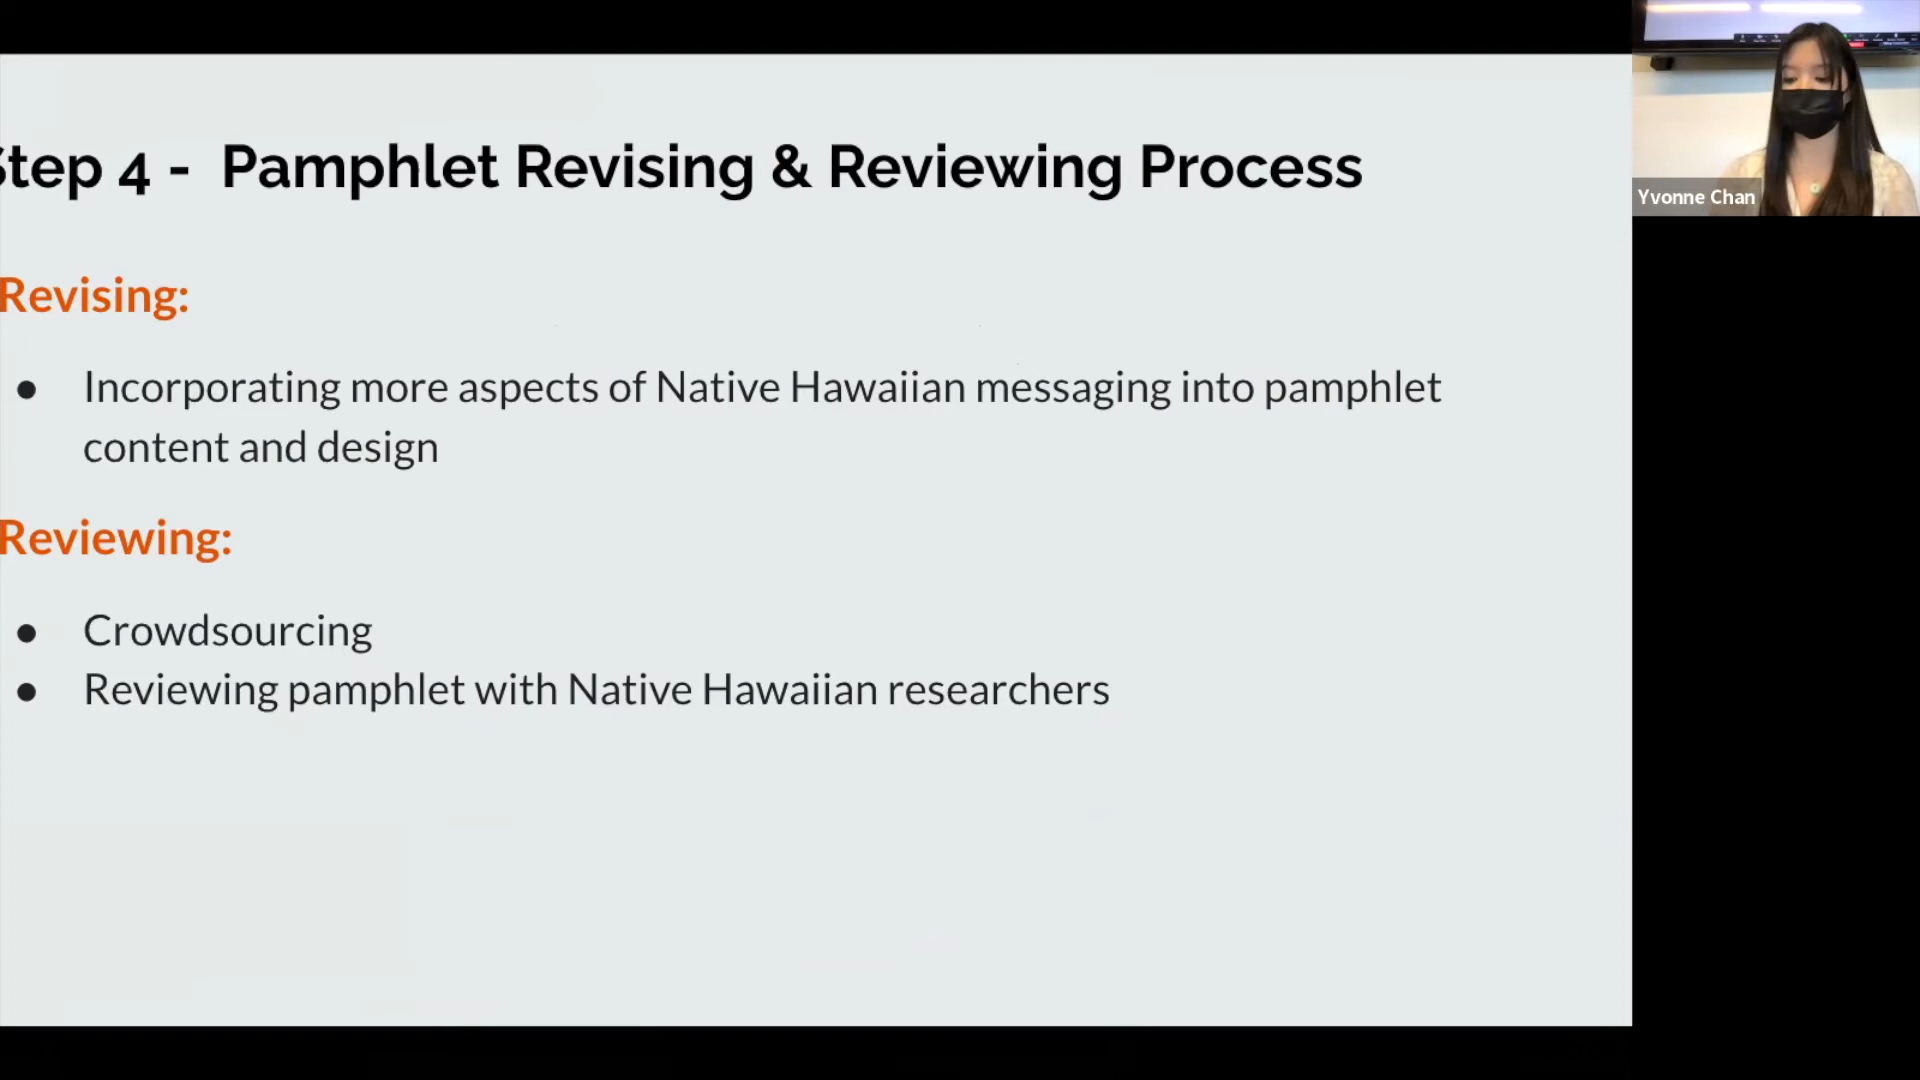 Step 4 - Pamphlet Revising & Reviewing Process
Revising:
● Incorporating more aspects of Native Hawaiian messaging into pamphlet
content and design
Reviewing:
● Crowdsourcing
● Reviewing pamphlet with Native Hawaiian researchers
Yvonne Chan